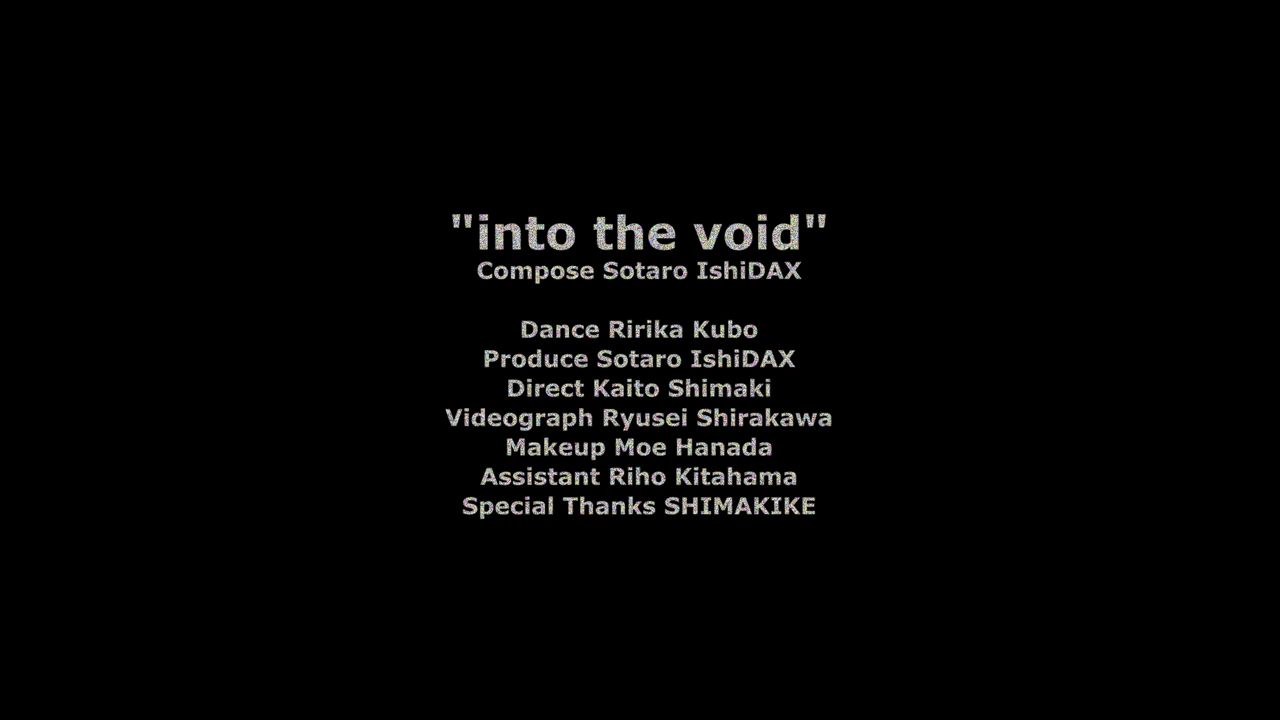 "into the void"
Compose Sotaro IshiDAX
Dance Ririka Kubo
Produce Sotaro IshiDAX
Direct Kaito Shimaki
Videograph Ryusei Shirakawa
Makeup Moe Hanada
Assistant Riho Kitahama
Special Thanks SHIMAKIKE